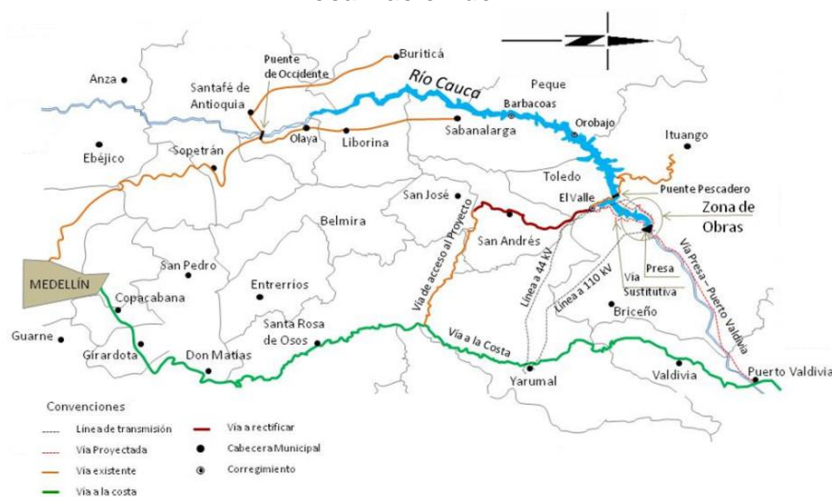 Buriticá
Puente
de Occidente
Anza
Santafé de
Antioquia
Río Cauca
Peque
Barbacoas
Orobajo
Ituango
Olaya
Liborina
Sabanalarga
Ebéjico
Sopetrán
Toledo
Puente Pescadero
San José
El Valle
Zona de
Obras
Belmira
San Andrés
Vía de acceso al Proyecto
Línea a 44 kV
Línea a 110 kV
Vía
Sustitutiva
Presa
Vía Presa – Puerto Valdivia
MEDELLÍN
San Pedro
Entrerríos
Briceño
Copacabana
Santa Rosa
de Osos
Vía a la Costa
Guarne
Girardota
Don Matías
Yarumal
Valdivia
Puerto Valdivia
Convenciones
Línea de transmisión
Vía a rectificar
Vía Proyectada
Cabecera Municipal
Vía existente
Corregimiento
Vía a la costa